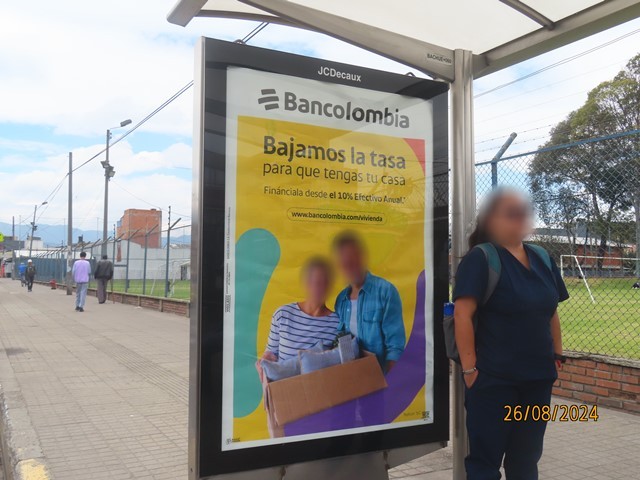 JCDecaux
Bancolombia
Bajamos la tasa
para que tengas tu casa
Fináncíala desde el 10% Efectivo Anual.*
www.bancolombia.com/vivienda
26/08/2024